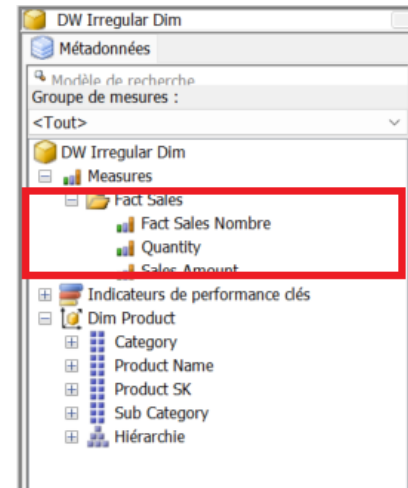 DW Irregular Dim
Métadonnées
Modèle de recherche
Groupe de mesures :
<Tout>
DW Irregular Dim
Measures
Fact Sales
Fact Sales Nombre
Quantity
Sales Amount
Indicateurs de performance clés
Dim Product
Category
Product Name
Product SK
Sub Category
Hiérarchie